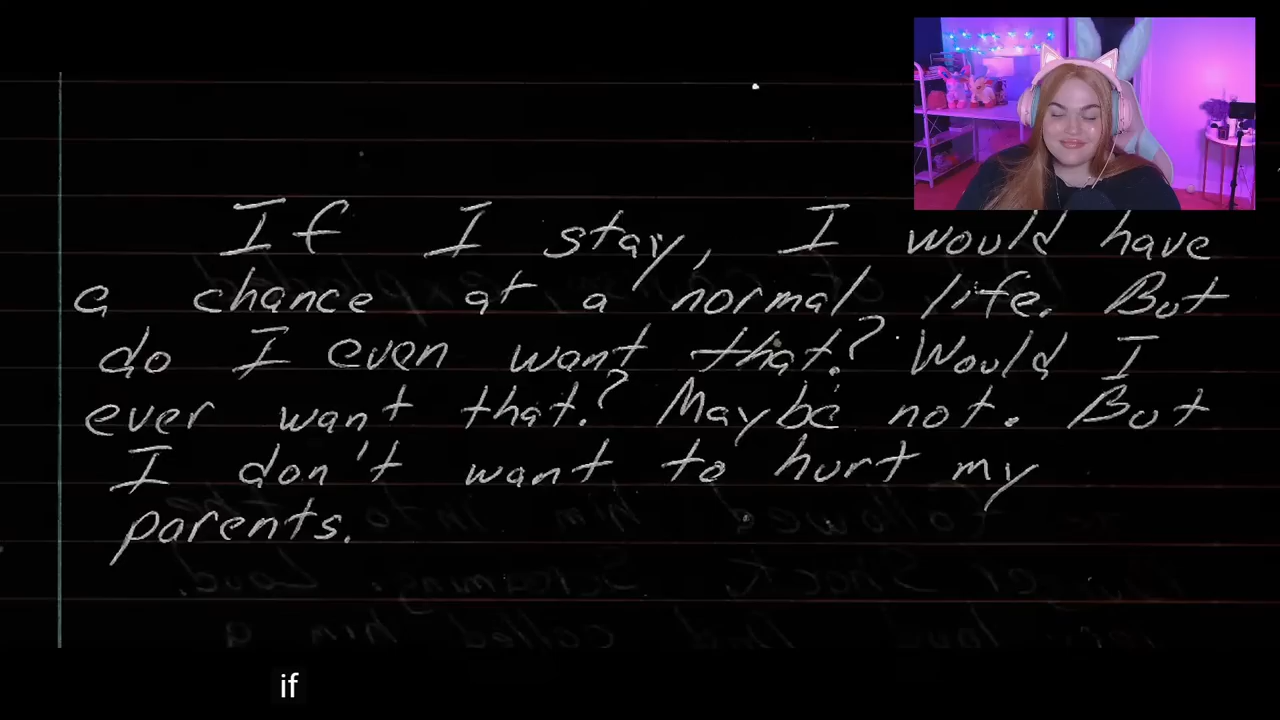 If I stay, I would have
a chance at a normal life. But
do I even want that? Would I
ever want that? Maybe not. But
I don't want to hurt my
parents.
if